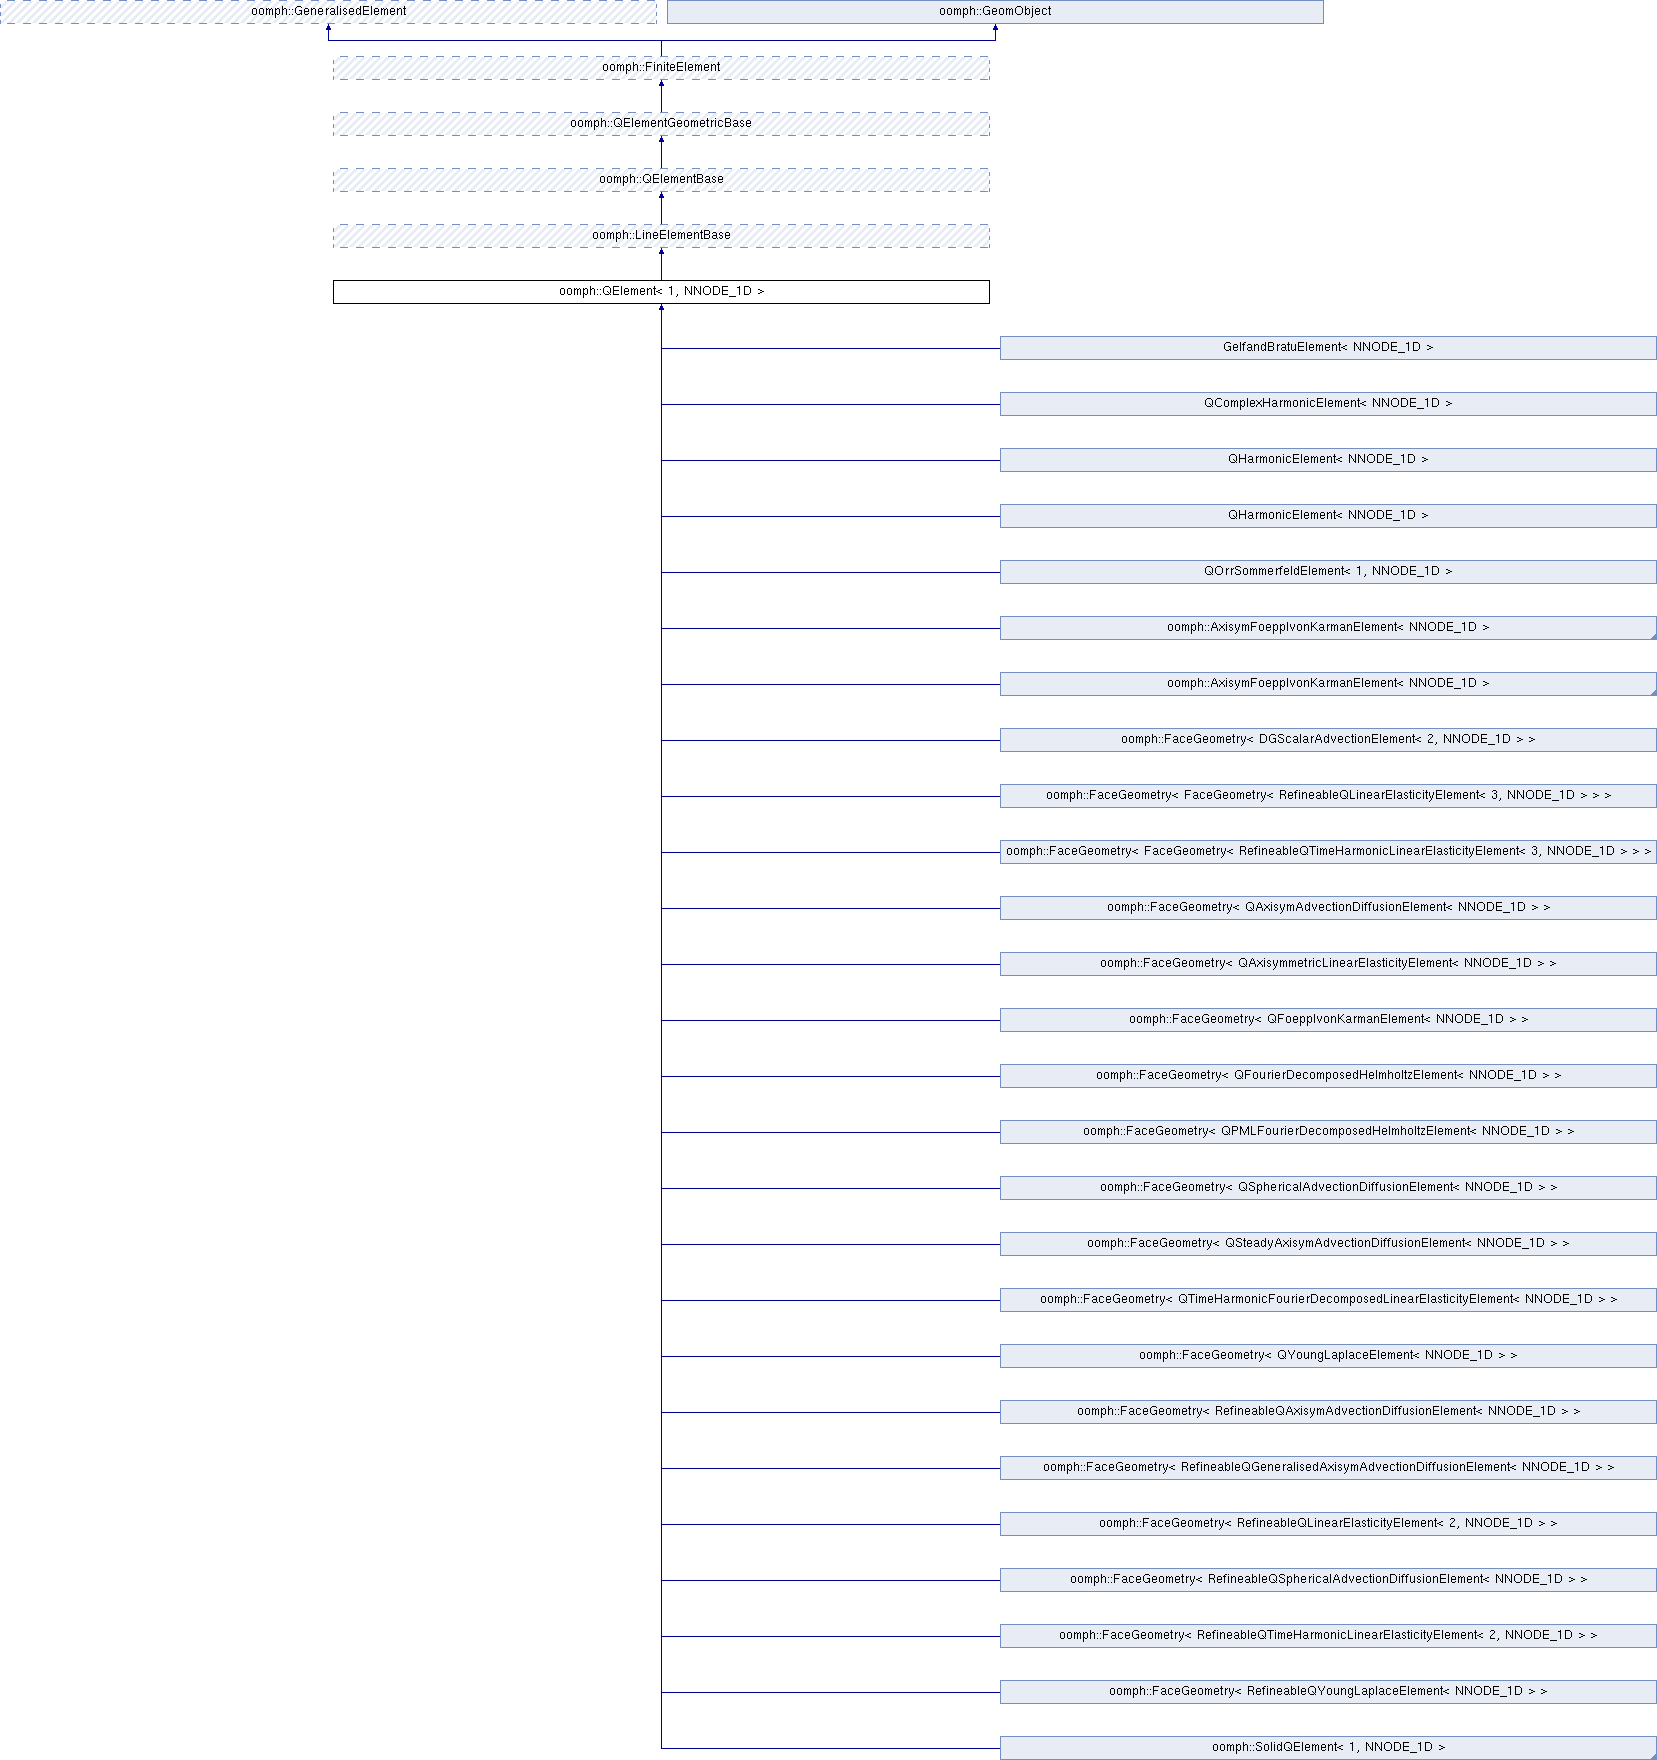 oomph::GeneralisedElement
oomph::GeomObject
oomph::FiniteElement
oomph::QElementGeometricBase
oomph::QElementBase
oomph::LineElementBase
oomph::QElement< 1, NNODE_1D >
GelfandBratuElement< NNODE_1D >
QComplexHarmonicElement< NNODE_1D >
QHarmonicElement< NNODE_1D >
QHarmonicElement< NNODE_1D >
QOrrSommerfeldElement< 1, NNODE_1D >
oomph::AxisymFoepplvonKarmanElement< NNODE_1D >
oomph::AxisymFoepplvonKarmanElement< NNODE_1D >
oomph::FaceGeometry< DGScalarAdvectionElement< 2, NNODE_1D > >
oomph::FaceGeometry< FaceGeometry< RefineableQLinearElasticityElement< 3, NNODE_1D > > >
oomph::FaceGeometry< FaceGeometry< RefineableQTimeHarmonicLinearElasticityElement< 3, NNODE_1D > > >
oomph::FaceGeometry< QAxisymAdvectionDiffusionElement< NNODE_1D > >
oomph::FaceGeometry< QAxisymmetricLinearElasticityElement< NNODE_1D > >
oomph::FaceGeometry< QFoepplvonKarmanElement< NNODE_1D > >
oomph::FaceGeometry< QFourierDecomposedHelmholtzElement< NNODE_1D > >
oomph::FaceGeometry< QPMLFourierDecomposedHelmholtzElement< NNODE_1D > >
oomph::FaceGeometry< QSphericalAdvectionDiffusionElement< NNODE_1D > >
oomph::FaceGeometry< QSteadyAxisymAdvectionDiffusionElement< NNODE_1D > >
oomph::FaceGeometry< QTimeHarmonicFourierDecomposedLinearElasticityElement< NNODE_1D > >
oomph::FaceGeometry< QYoungLaplaceElement< NNODE_1D > >
oomph::FaceGeometry< RefineableQAxisymAdvectionDiffusionElement< NNODE_1D > >
oomph::FaceGeometry< RefineableQGeneralisedAxisymAdvectionDiffusionElement< NNODE_1D > >
oomph::FaceGeometry< RefineableQLinearElasticityElement< 2, NNODE_1D > >
oomph::FaceGeometry< RefineableQSphericalAdvectionDiffusionElement< NNODE_1D > >
oomph::FaceGeometry< RefineableQTimeHarmonicLinearElasticityElement< 2, NNODE_1D > >
oomph::FaceGeometry< RefineableQYoungLaplaceElement< NNODE_1D > >
oomph::SolidQElement< 1, NNODE_1D >